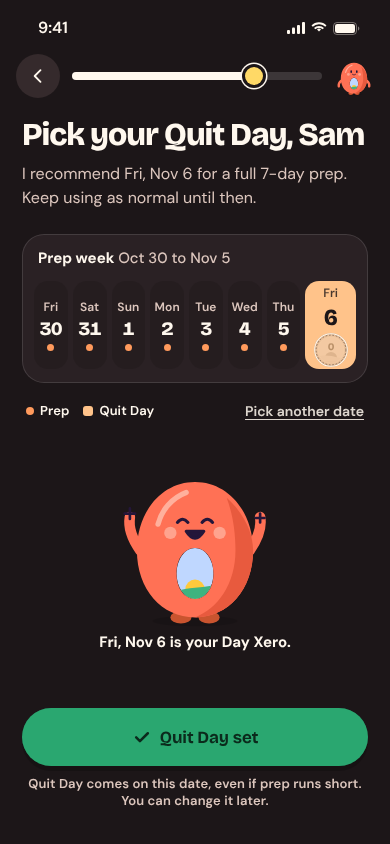 9:41
Pick your Quit Day, Sam
I recommend Fri, Nov 6 for a full 7-day prep.
Keep using as normal until then.
Prep week Oct 30 to Nov 5
Fri Sat Sun Mon Tue Wed Thu Fri
30 31 1 2 3 4 5 6
0
Prep Quit Day Pick another date
Fri, Nov 6 is your Day Xero.
Quit Day set
Quit Day comes on this date, even if prep runs short.
You can change it later.